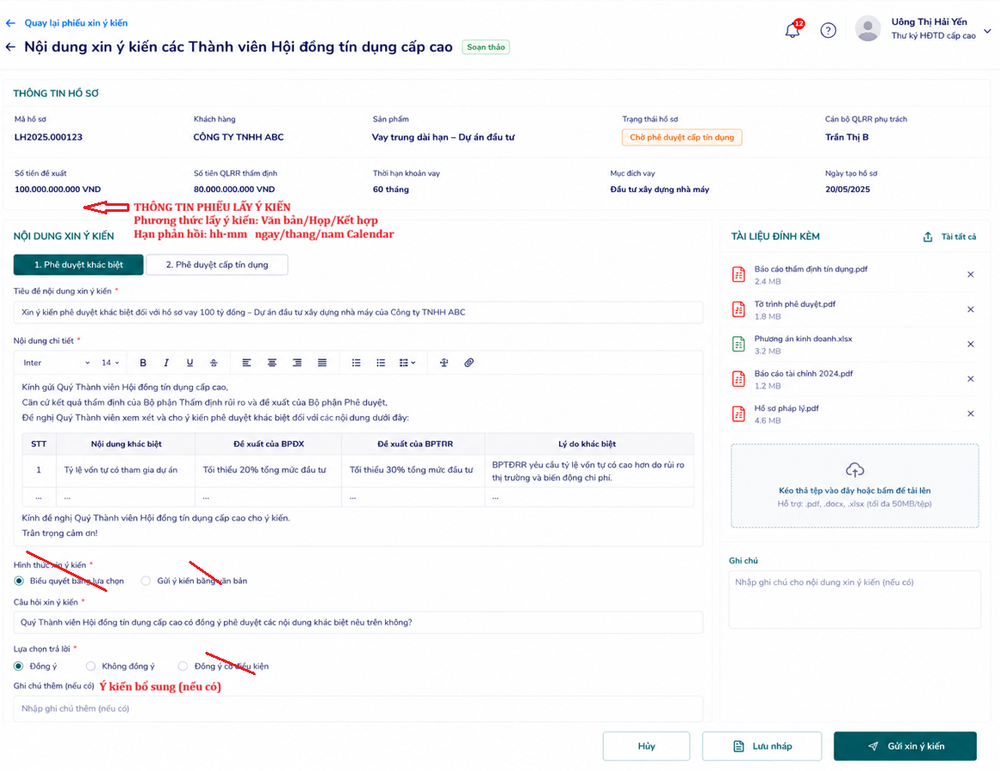 Quay lại phiếu xin ý kiến
Nội dung xin ý kiến các Thành viên Hội đồng tín dụng cấp cao
Soạn thảo
12
?
Uông Thị Hải Yến
Thư ký HĐTD cấp cao
THÔNG TIN HỒ SƠ
Mã hồ sơ Khách hàng Sản phẩm Trạng thái hồ sơ Cán bộ QLRR phụ trách
LH2025.000123 CÔNG TY TNHH ABC Vay trung dài hạn – Dự án đầu tư Chờ phê duyệt cấp tín dụng Trần Thị B
Số tiền đề xuất Số tiền QLRR thẩm định Thời hạn khoản vay Mục đích vay Ngày tạo hồ sơ
100.000.000.000 VND 80.000.000.000 VND 60 tháng Đầu tư xây dựng nhà máy 20/05/2025
THÔNG TIN PHIẾU LẤY Ý KIẾN
Phương thức lấy ý kiến: Văn bản/Họp/Kết hợp
Hạn phản hồi: hh-mm ngay/thang/nam Calendar
NỘI DUNG XIN Ý KIẾN
1. Phê duyệt khác biệt 2. Phê duyệt cấp tín dụng
Tiêu đề nội dung xin ý kiến *
Xin ý kiến phê duyệt khác biệt đối với hồ sơ vay 100 tỷ đồng – Dự án đầu tư xây dựng nhà máy của Công ty TNHH ABC
Nội dung chi tiết *
Inter 14 B I U S
Kính gửi Quý Thành viên Hội đồng tín dụng cấp cao,
Căn cứ kết quả thẩm định của Bộ phận Thẩm định rủi ro và đề xuất của Bộ phận Phê duyệt,
Đề nghị Quý Thành viên xem xét và cho ý kiến phê duyệt khác biệt đối với các nội dung dưới đây:
STT Nội dung khác biệt Đề xuất của BPĐX Đề xuất của BPTĐRR Lý do khác biệt
1 Tỷ lệ vốn tự có tham gia dự án Tối thiểu 20% tổng mức đầu tư Tối thiểu 30% tổng mức đầu tư BPTĐRR yêu cầu tỷ lệ vốn tự có cao hơn do rủi ro
thị trường và biến động chi phí.
... ... ... ... ...
Kính đề nghị Quý Thành viên Hội đồng tín dụng cấp cao cho ý kiến.
Trân trọng cảm ơn!
Hình thức xin ý kiến *
Biểu quyết bằng lựa chọn Gửi ý kiến bằng văn bản
Câu hỏi xin ý kiến *
Quý Thành viên Hội đồng tín dụng cấp cao có đồng ý phê duyệt các nội dung khác biệt nêu trên không?
Lựa chọn trả lời *
Đồng ý Không đồng ý Đồng ý có điều kiện
Ghi chú thêm (nếu có) Ý kiến bổ sung (nếu có)
Nhập ghi chú thêm (nếu có)
TÀI LIỆU ĐÍNH KÈM
Tải tất cả
Báo cáo thẩm định tín dụng.pdf
2.4 MB
Tờ trình phê duyệt.pdf
1.8 MB
Phương án kinh doanh.xlsx
3.2 MB
Báo cáo tài chính 2024.pdf
1.2 MB
Hồ sơ pháp lý.pdf
4.6 MB
Kéo thả tệp vào đây hoặc bấm để tải lên
Hỗ trợ: .pdf, .docx, .xlsx (tối đa 50MB/tệp)
Ghi chú
Nhập ghi chú cho nội dung xin ý kiến (nếu có)
Hủy Lưu nháp Gửi xin ý kiến